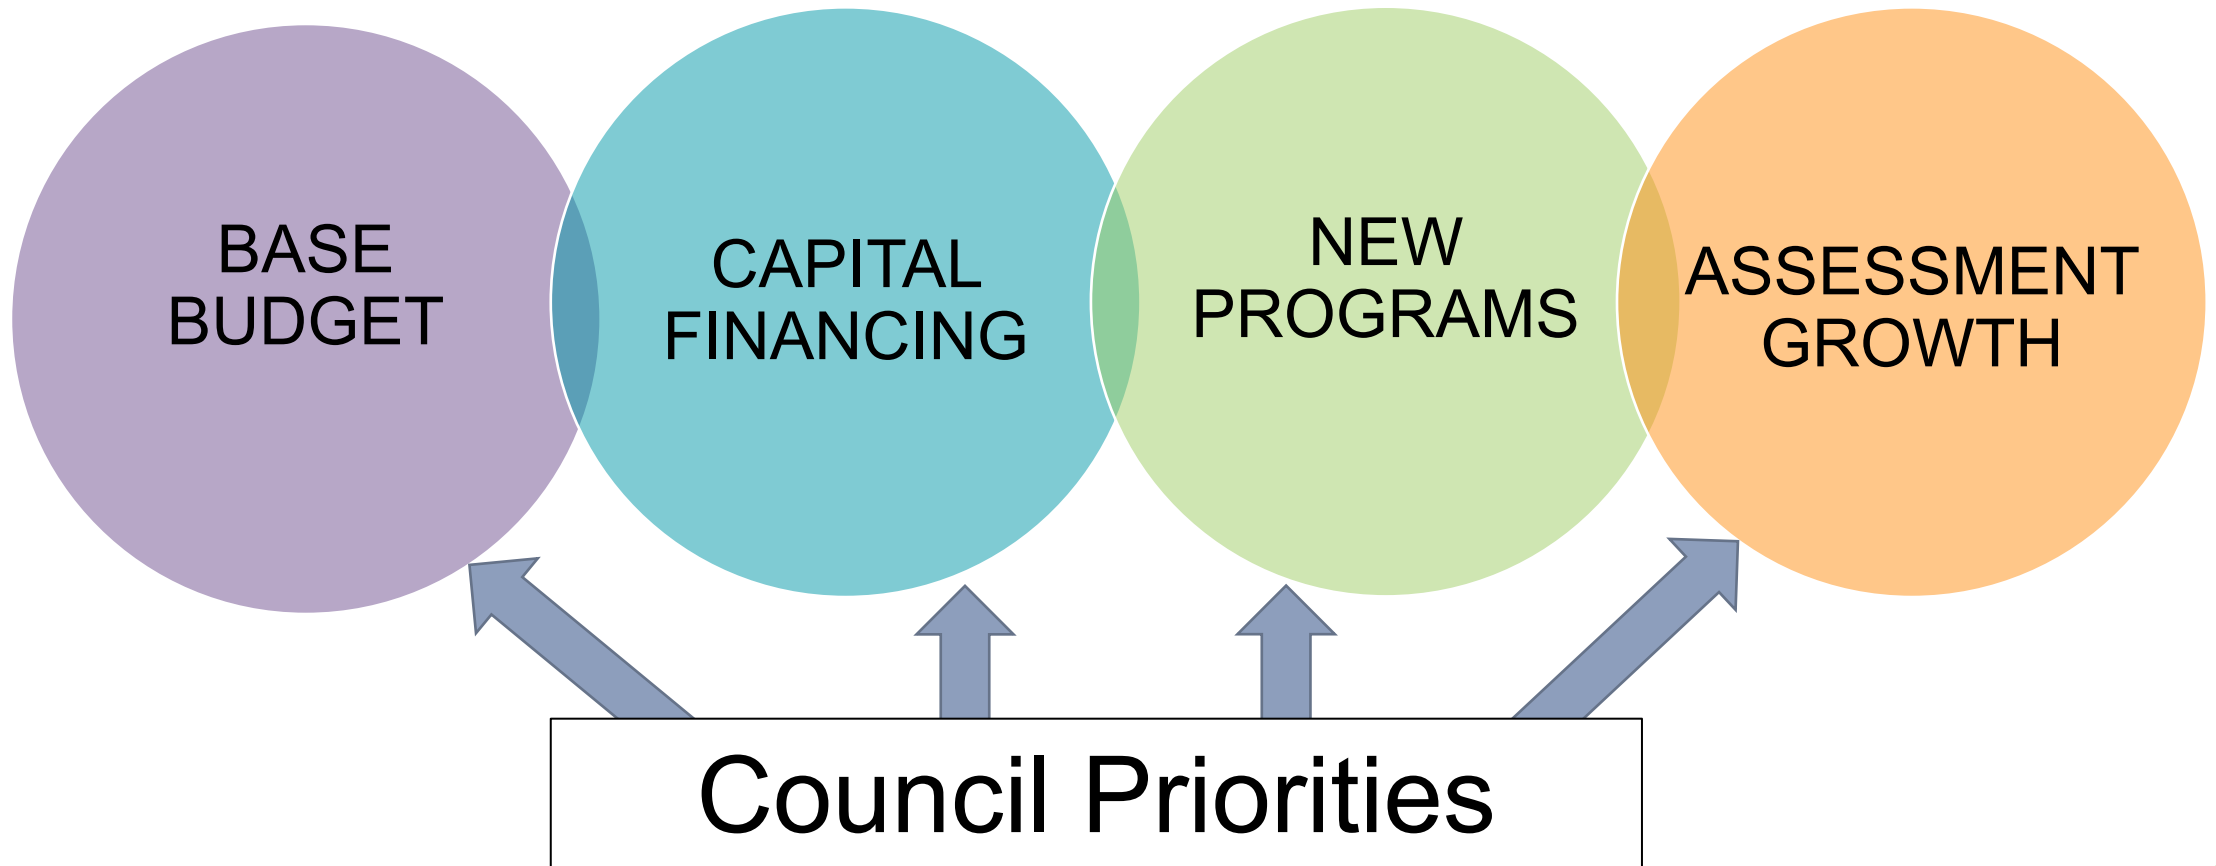 BASE
BUDGET
CAPITAL
FINANCING
NEW
PROGRAMS
ASSESSMENT
GROWTH
Council Priorities